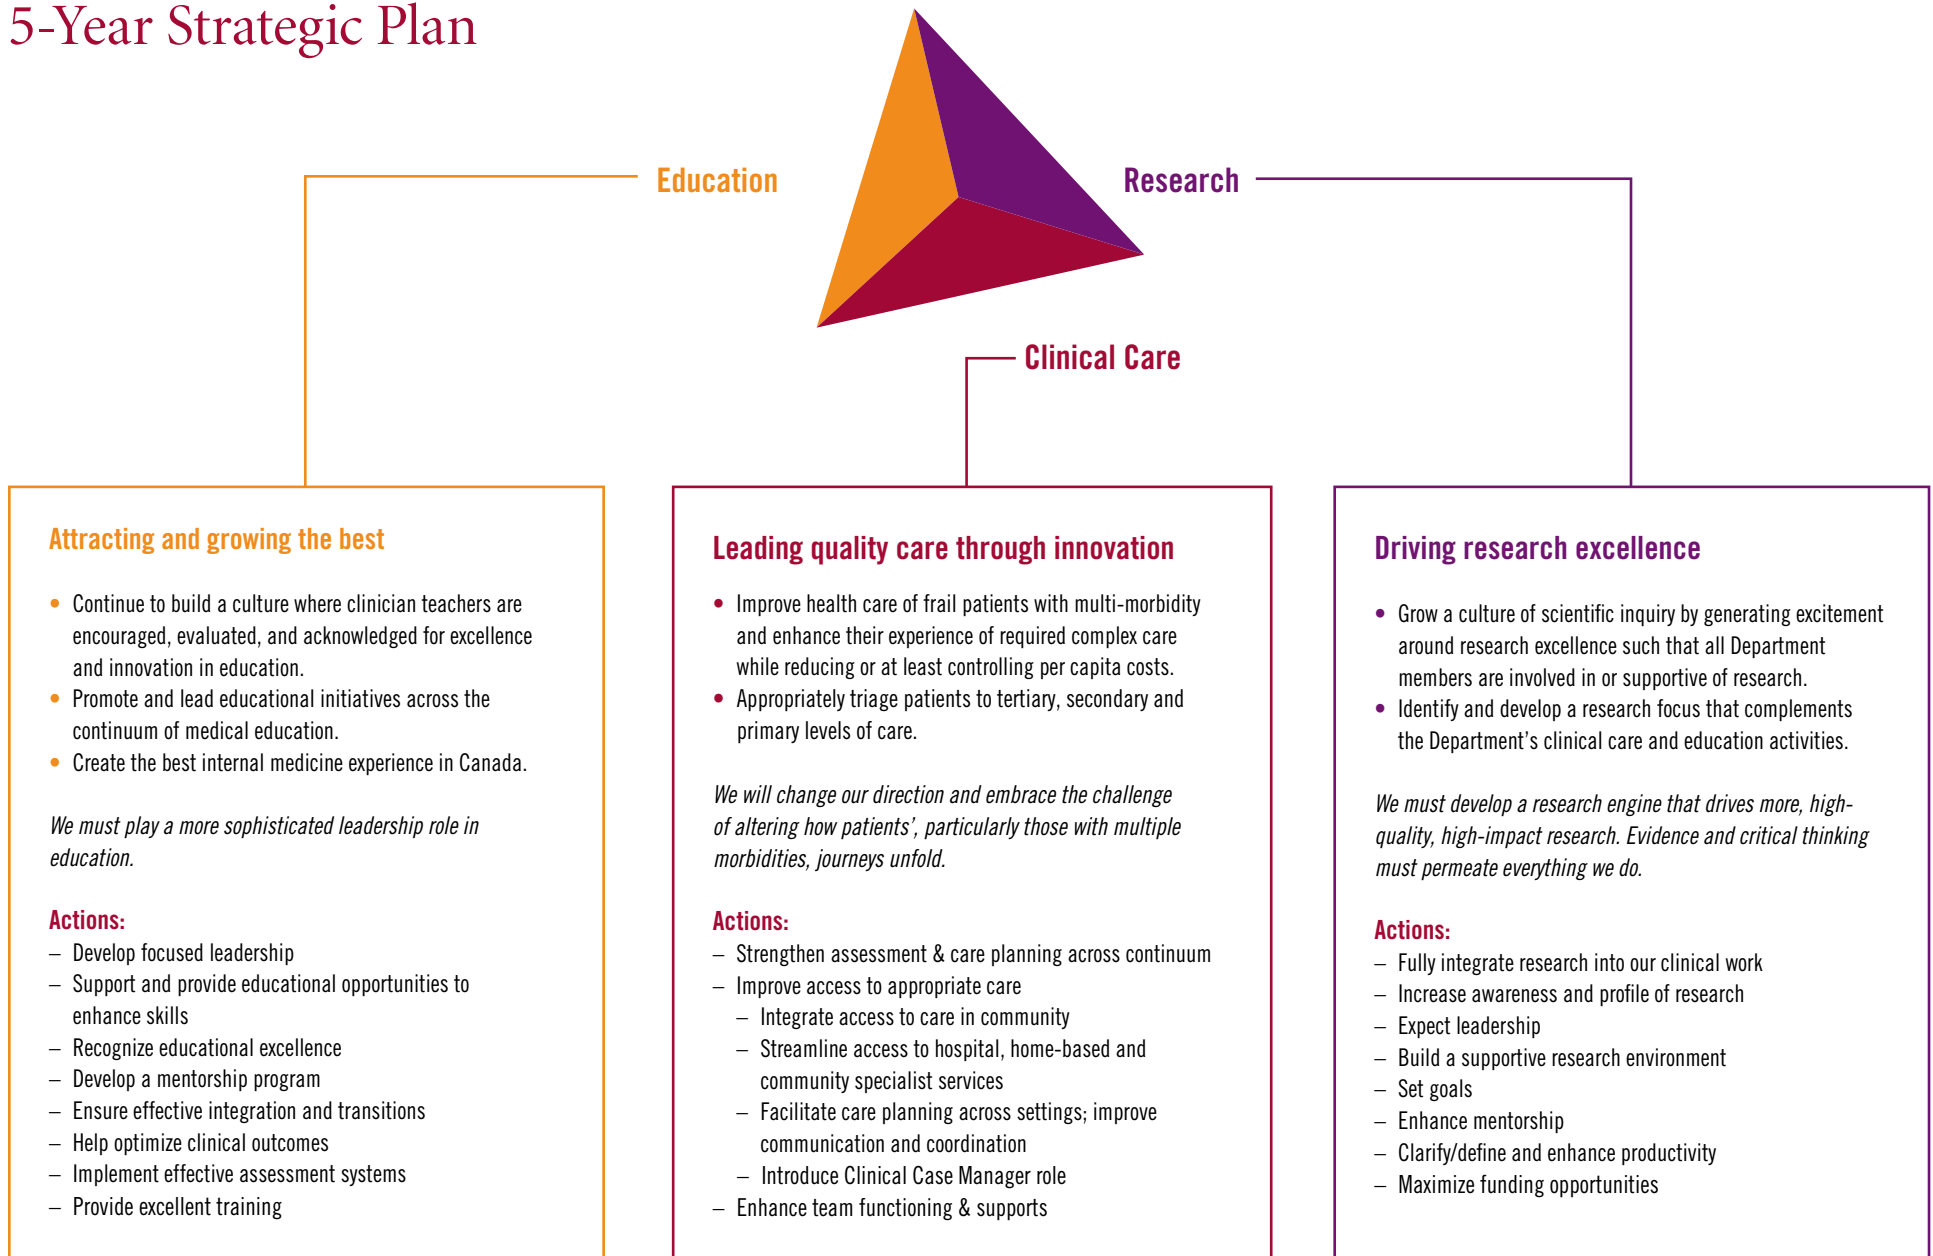 5-Year Strategic Plan
Education
Research
Clinical Care
Attracting and growing the best
• Continue to build a culture where clinician teachers are
encouraged, evaluated, and acknowledged for excellence
and innovation in education.
• Promote and lead educational initiatives across the
continuum of medical education.
• Create the best internal medicine experience in Canada.
We must play a more sophisticated leadership role in
education.
Actions:
– Develop focused leadership
– Support and provide educational opportunities to
enhance skills
– Recognize educational excellence
– Develop a mentorship program
– Ensure effective integration and transitions
– Help optimize clinical outcomes
– Implement effective assessment systems
– Provide excellent training
Leading quality care through innovation
• Improve health care of frail patients with multi-morbidity
and enhance their experience of required complex care
while reducing or at least controlling per capita costs.
• Appropriately triage patients to tertiary, secondary and
primary levels of care.
We will change our direction and embrace the challenge
of altering how patients’, particularly those with multiple
morbidities, journeys unfold.
Actions:
– Strengthen assessment & care planning across continuum
– Improve access to appropriate care
– Integrate access to care in community
– Streamline access to hospital, home-based and
community specialist services
– Facilitate care planning across settings; improve
communication and coordination
– Introduce Clinical Case Manager role
– Enhance team functioning & supports
Driving research excellence
• Grow a culture of scientific inquiry by generating excitement
around research excellence such that all Department
members are involved in or supportive of research.
• Identify and develop a research focus that complements
the Department’s clinical care and education activities.
We must develop a research engine that drives more, high-
quality, high-impact research. Evidence and critical thinking
must permeate everything we do.
Actions:
– Fully integrate research into our clinical work
– Increase awareness and profile of research
– Expect leadership
– Build a supportive research environment
– Set goals
– Enhance mentorship
– Clarify/define and enhance productivity
– Maximize funding opportunities